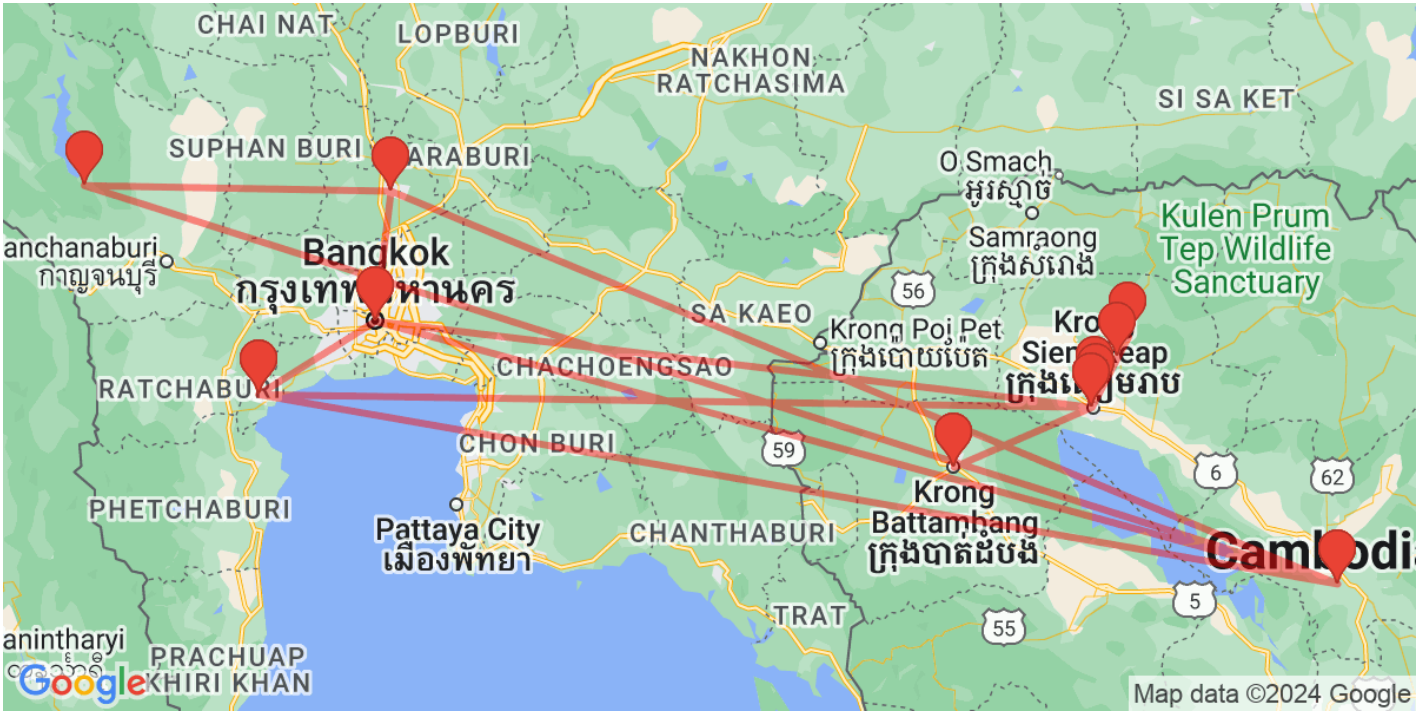 CHAI NAT
LOPBURI
NAKHON
RATCHASIMA
SI SA KET
SUPHAN BURI
ARABURI
O Smach
អូរស្មាច់
Kulen Prum
Tep Wildlife
Sanctuary
anchanaburi
กาญจนบุรี
Bangkok
Samraong
ក្រុងសំរោង
56
SA KAEO
Krong Poi Pet
ក្រុងប៉ោយប៉ែត
CHACHOENGSAO
RATCHABURI
CHON BURI
59
6
62
PHETCHABURI
Pattaya City
เมืองพัทยา
CHANTHABURI
Krong
Battambang
ក្រុងបាត់ដំបង
Cambodia
5
TRAT
55
anintharyi
PRACHUAP
KHIRI KHAN
Google
Map data ©2024 Google